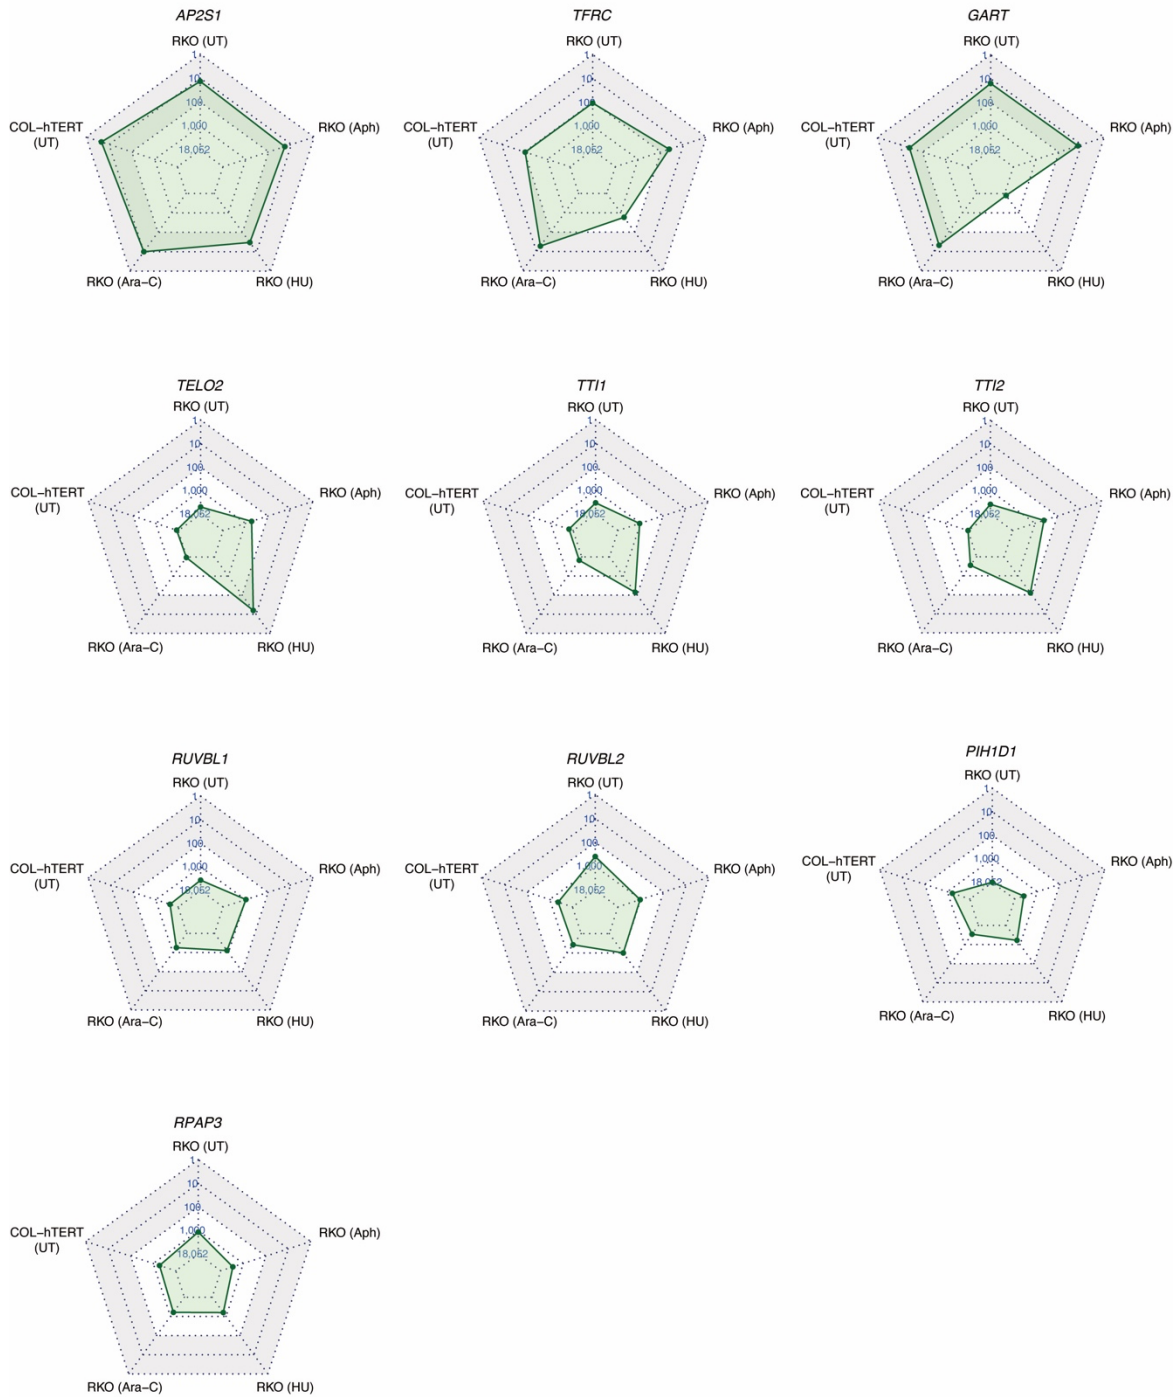 AP2S1
RKO (UT)
1
10
100
1,000
18,052
RKO (Aph)
RKO (HU)
RKO (Ara–C)
COL–hTERT
(UT)
TFRC
RKO (UT)
1
10
100
1,000
18,052
RKO (Aph)
RKO (HU)
RKO (Ara–C)
COL–hTERT
(UT)
GART
RKO (UT)
1
10
100
1,000
18,052
RKO (Aph)
RKO (HU)
RKO (Ara–C)
COL–hTERT
(UT)
TELO2
RKO (UT)
1
10
100
1,000
18,052
RKO (Aph)
RKO (HU)
RKO (Ara–C)
COL–hTERT
(UT)
TTI1
RKO (UT)
1
10
100
1,000
18,052
RKO (Aph)
RKO (HU)
RKO (Ara–C)
COL–hTERT
(UT)
TTI2
RKO (UT)
1
10
100
1,000
18,052
RKO (Aph)
RKO (HU)
RKO (Ara–C)
COL–hTERT
(UT)
RUVBL1
RKO (UT)
1
10
100
1,000
18,052
RKO (Aph)
RKO (HU)
RKO (Ara–C)
COL–hTERT
(UT)
RUVBL2
RKO (UT)
1
10
100
1,000
18,052
RKO (Aph)
RKO (HU)
RKO (Ara–C)
COL–hTERT
(UT)
PIH1D1
RKO (UT)
1
10
100
1,000
18,052
RKO (Aph)
RKO (HU)
RKO (Ara–C)
COL–hTERT
(UT)
RPAP3
RKO (UT)
1
10
100
1,000
18,052
RKO (Aph)
RKO (HU)
RKO (Ara–C)
COL–hTERT
(UT)